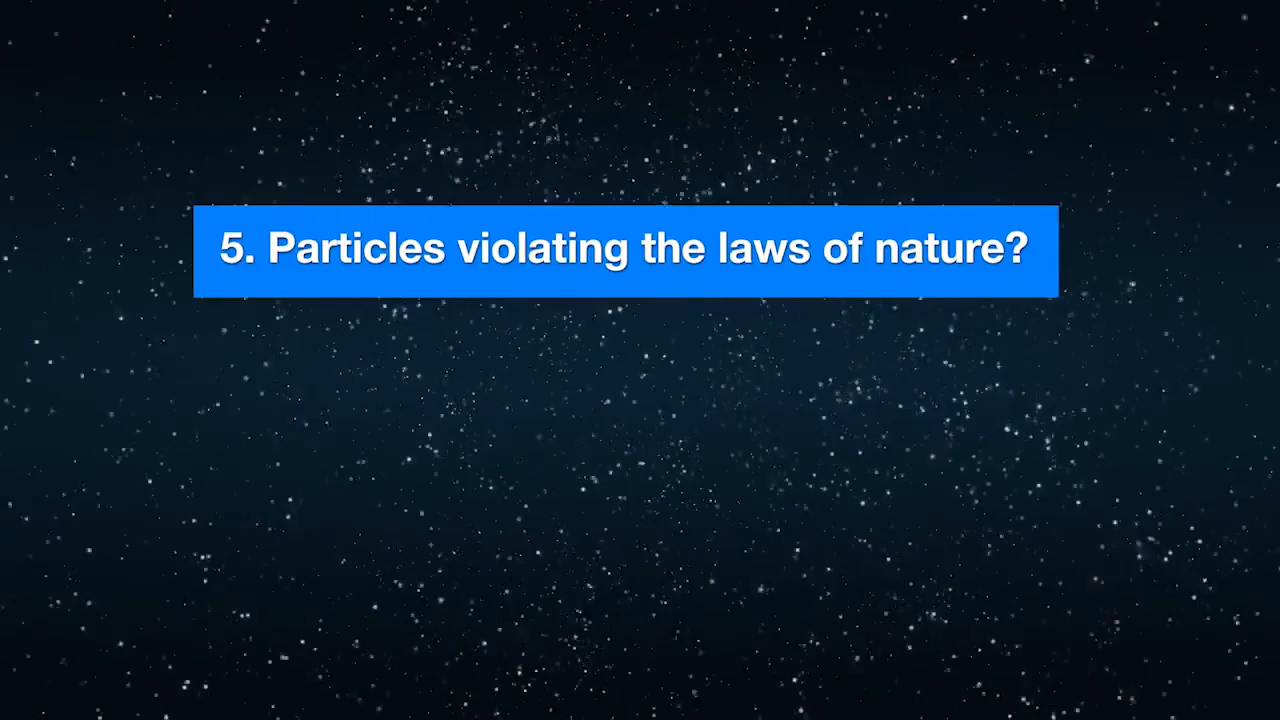 5. Particles violating the laws of nature?